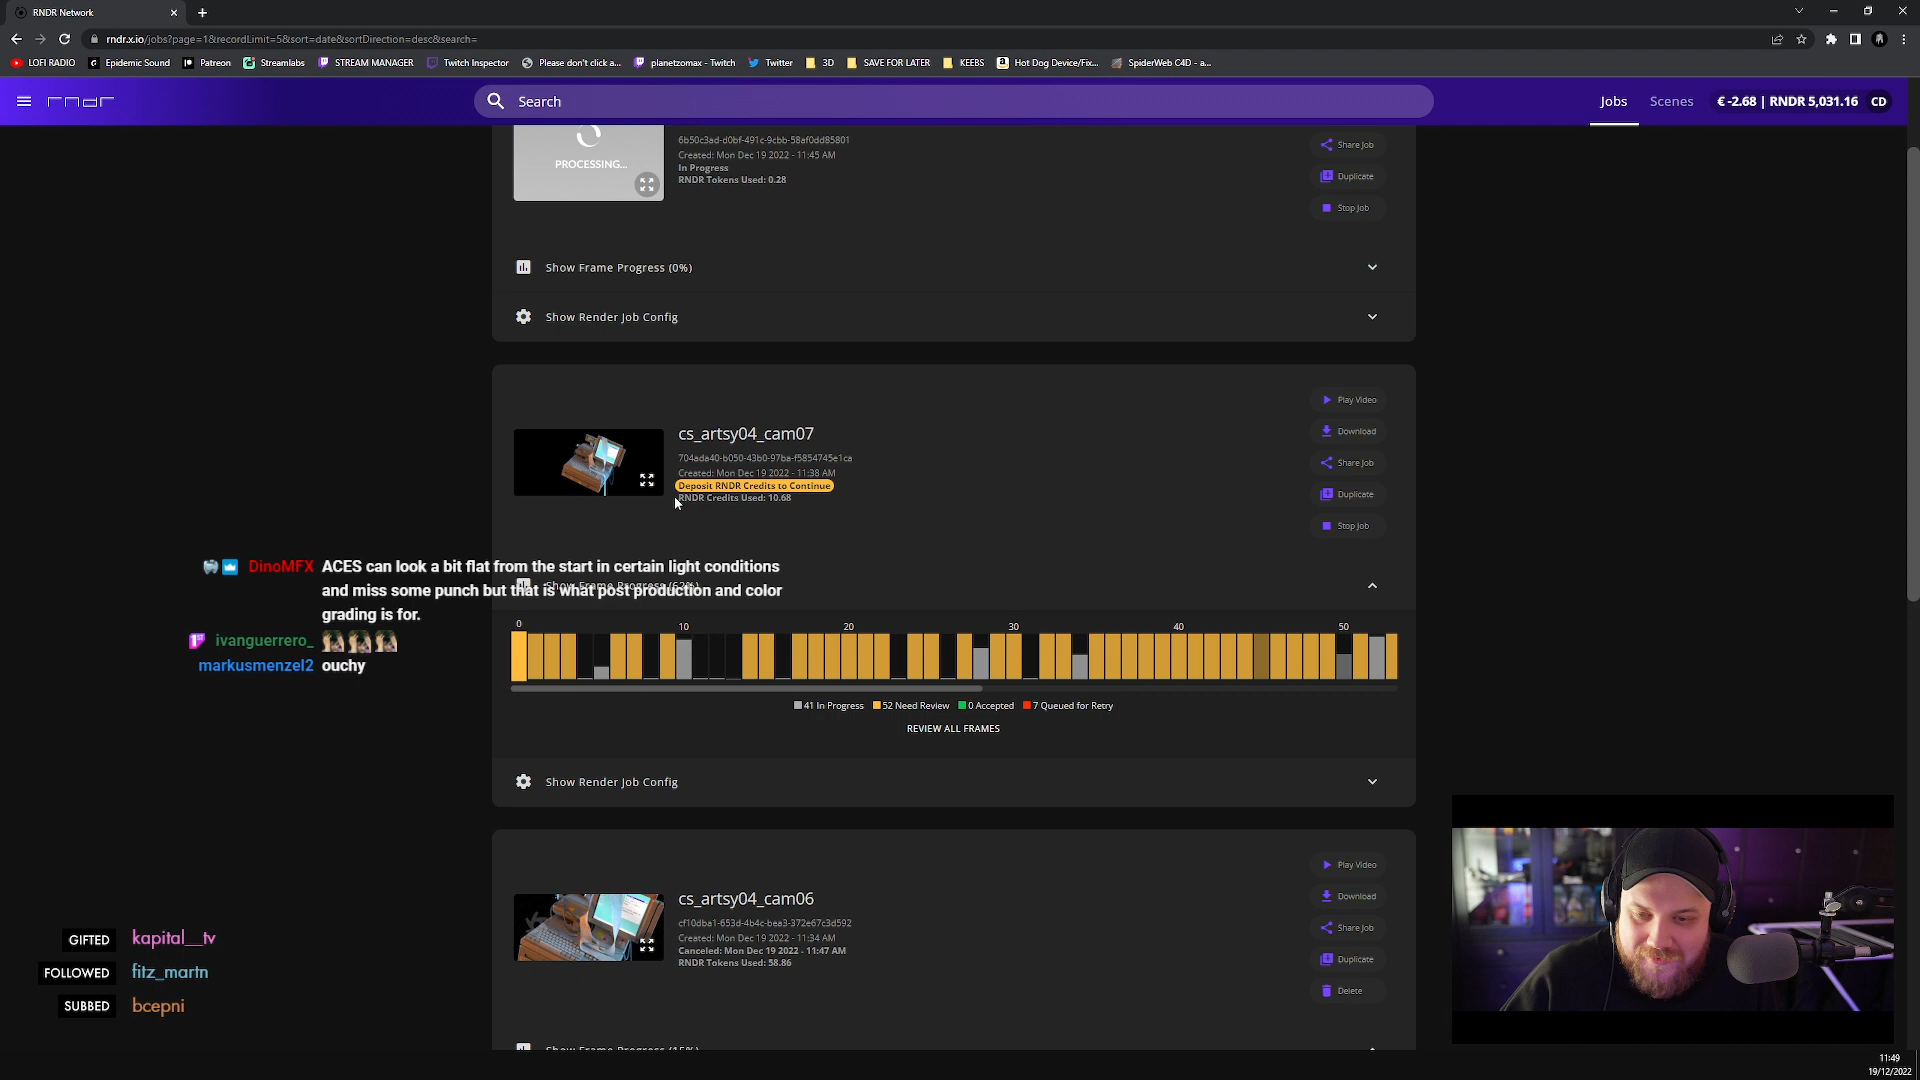 RNDR Network
rndr.x.io/jobs?page=1&recordLimit=5&sort=date&sortDirection=desc&search=
LOFI RADIO
Epidemic Sound
Patreon
Streamlabs
STREAM MANAGER
Twitch Inspector
Please don't click a...
planetzomax - Twitch
Twitter
3D
SAVE FOR LATER
KEEBS
Hot Dog Device/Fix...
SpiderWeb C4D - a...
rndr
Search
Jobs
Scenes
€ -2.68 | RNDR 5,031.16
CD
PROCESSING...
6b50c3ad-d0bf-491c-9cbb-58af0dd85801
Created: Mon Dec 19 2022 - 11:45 AM
In Progress
RNDR Tokens Used: 0.28
Share Job
Duplicate
Stop Job
Show Frame Progress (0%)
Show Render Job Config
cs_artsy04_cam07
704ada40-b050-43b0-97ba-f5854745e1ca
Created: Mon Dec 19 2022 - 11:38 AM
Deposit RNDR Credits to Continue
RNDR Credits Used: 10.68
Play Video
Download
Share Job
Duplicate
Stop Job
DinoMFX ACES can look a bit flat from the start in certain light conditions
and miss some punch but that is what post production and color
grading is for.
ivanguerrero_
markusmenzel2 ouchy
Show Frame Progress
0 10 20 30 40 50
41 In Progress 52 Need Review 0 Accepted 7 Queued for Retry
REVIEW ALL FRAMES
Show Render Job Config
cs_artsy04_cam06
cf10dba1-653d-4b4c-bea3-372e67c3d592
Created: Mon Dec 19 2022 - 11:34 AM
Canceled: Mon Dec 19 2022 - 11:47 AM
RNDR Tokens Used: 58.86
Play Video
Download
Share Job
Duplicate
Delete
GIFTED kapital__tv
FOLLOWED fitz_martn
SUBBED bcepni
Show Frame Progress (15%)
11:49
19/12/2022